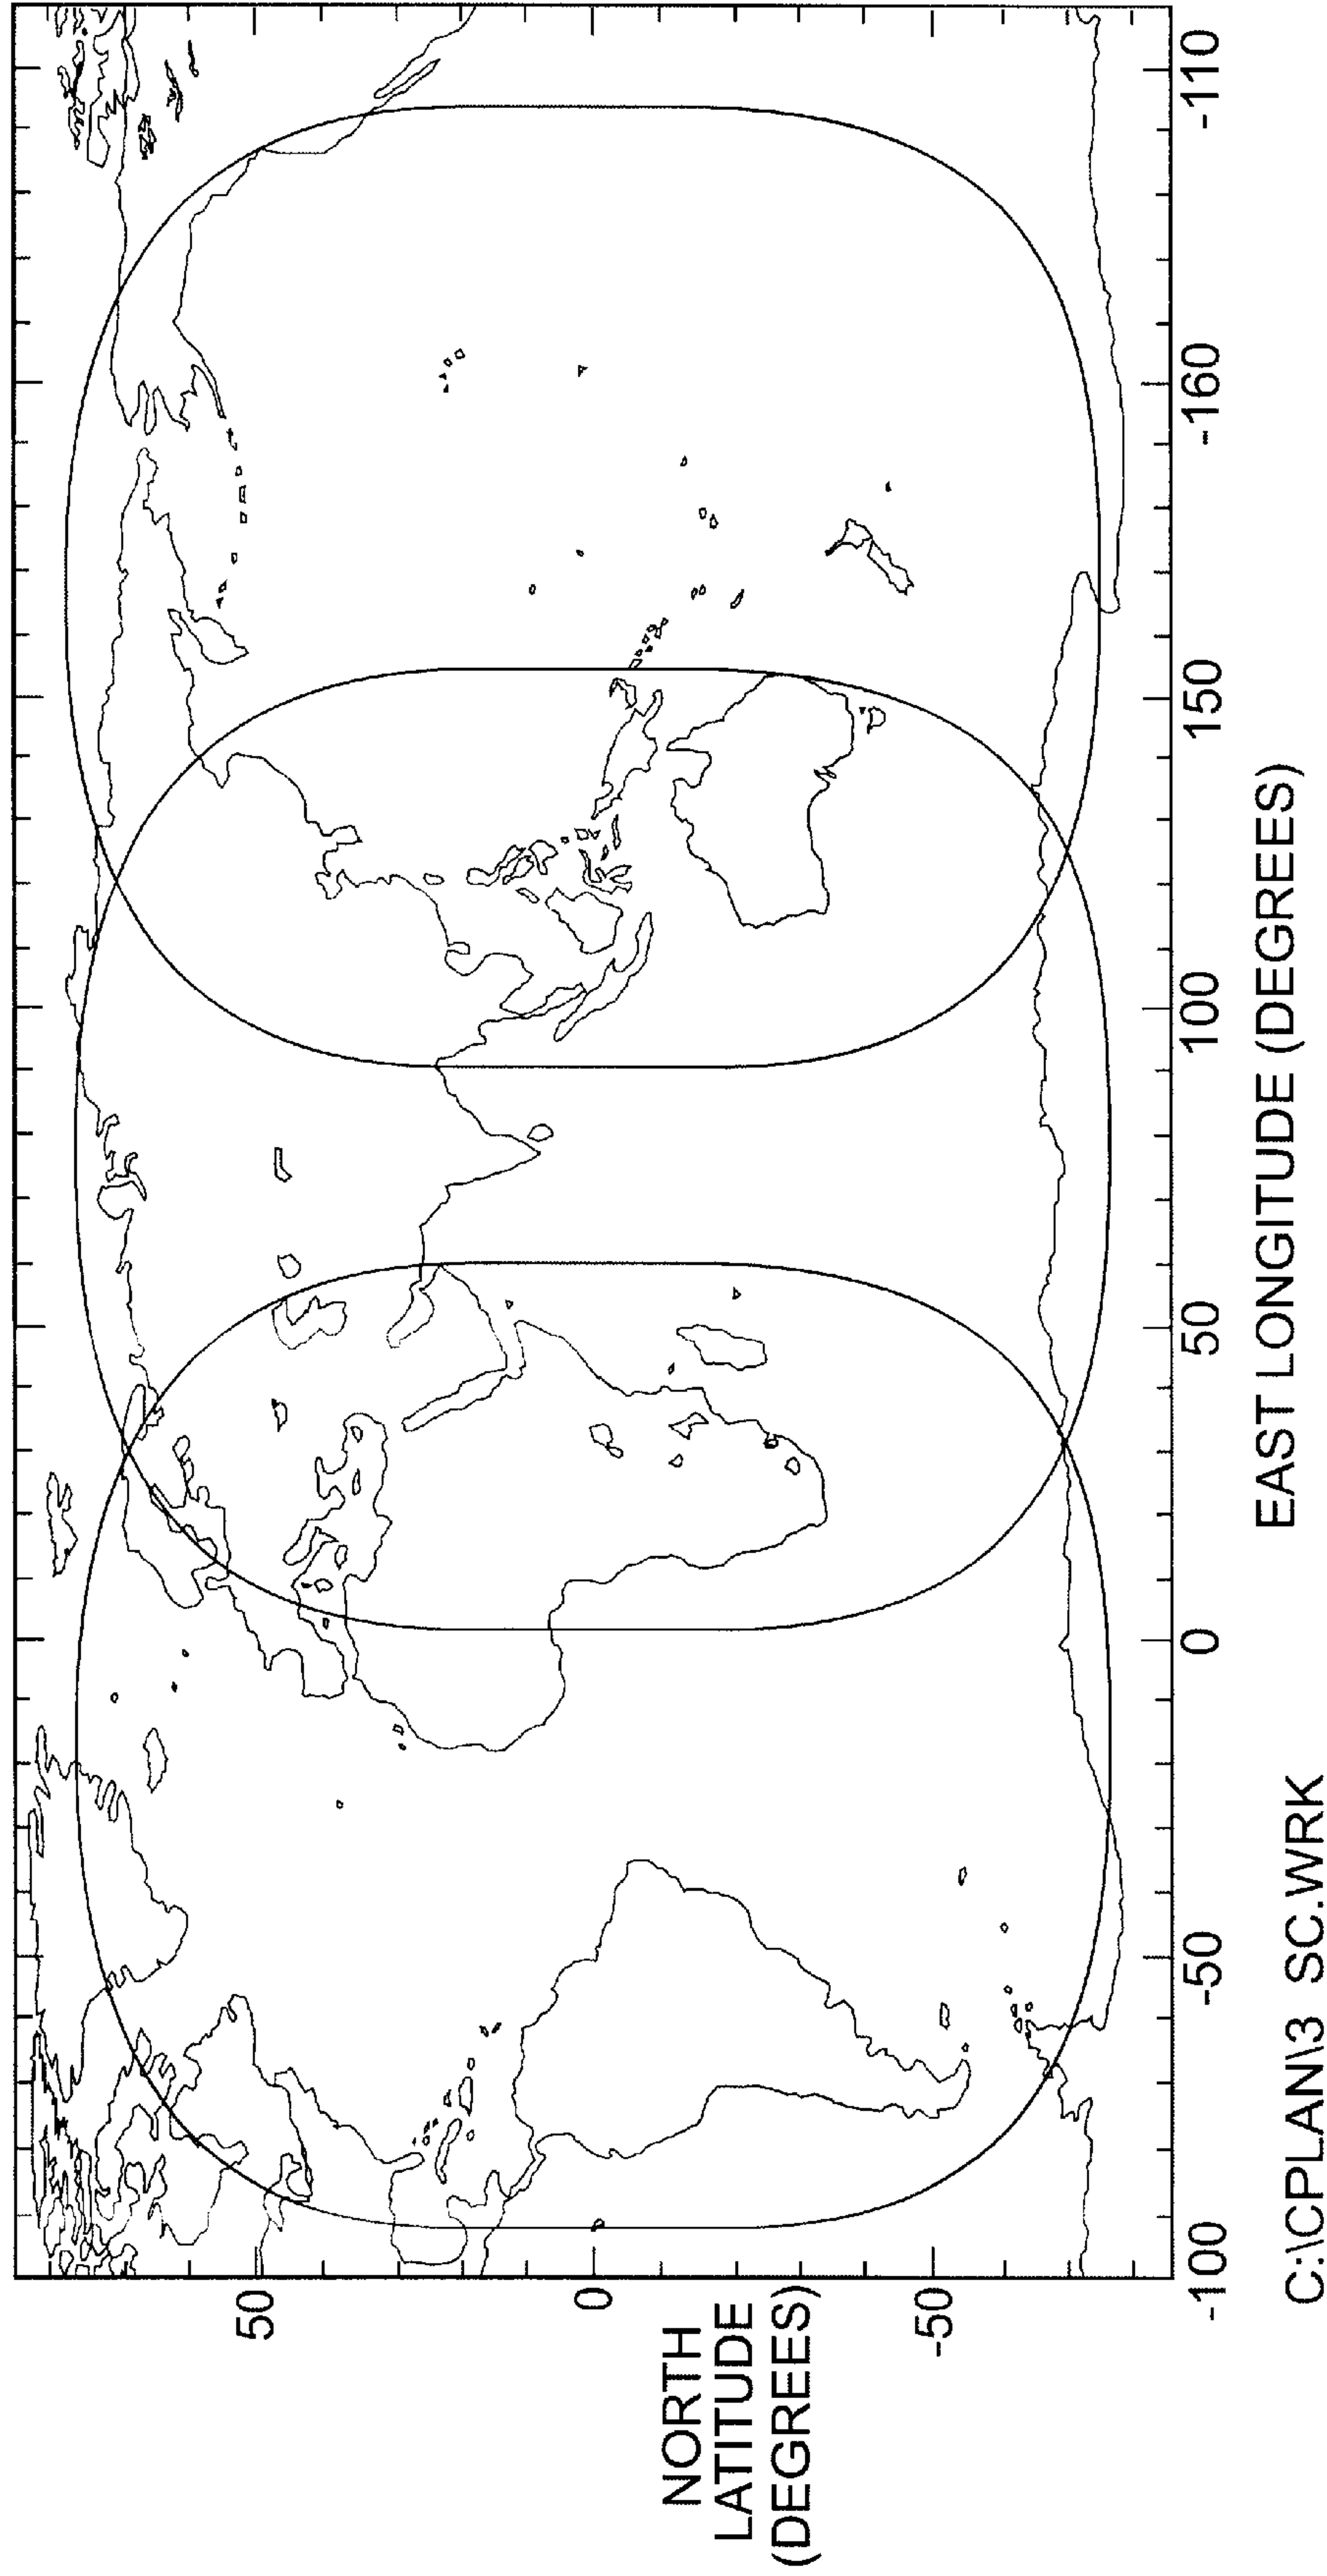 50
0
-50
NORTH
LATITUDE
(DEGREES)
-100 -50 0 50 100 150 -160 -110
EAST LONGITUDE (DEGREES)
C:\CPLAN\3 SC.WRK